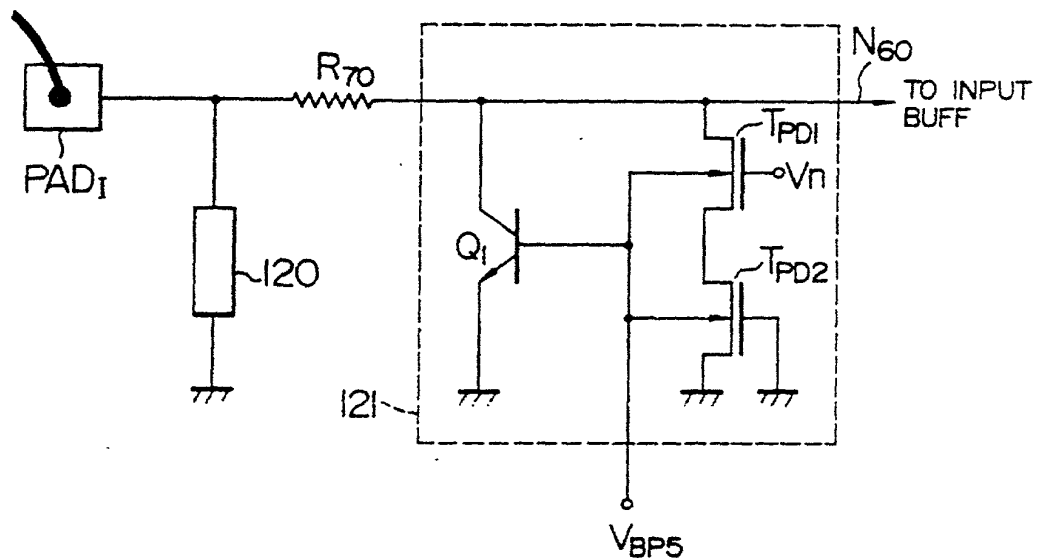 N60
R70
TO INPUT
BUFF
TPD1
Vn
PADI
Q1
TPD2
120
121
VBP5